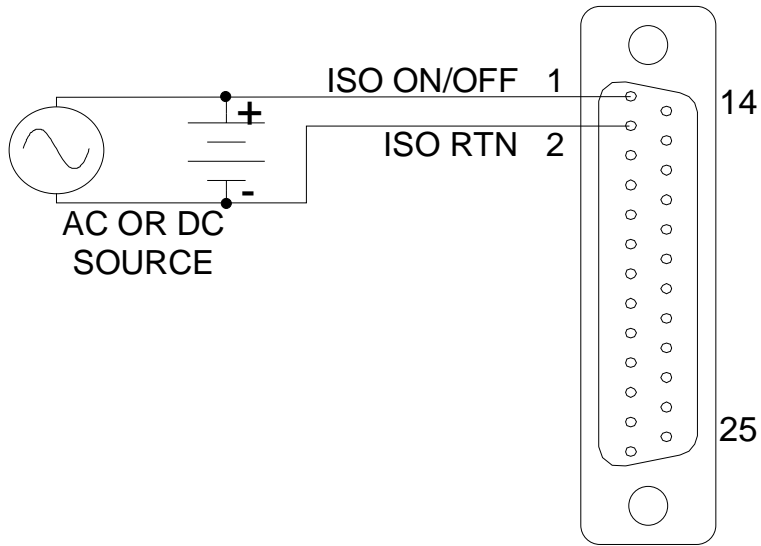 ISO ON/OFF 1
14
+
ISO RTN 2
-
AC OR DC
SOURCE
25